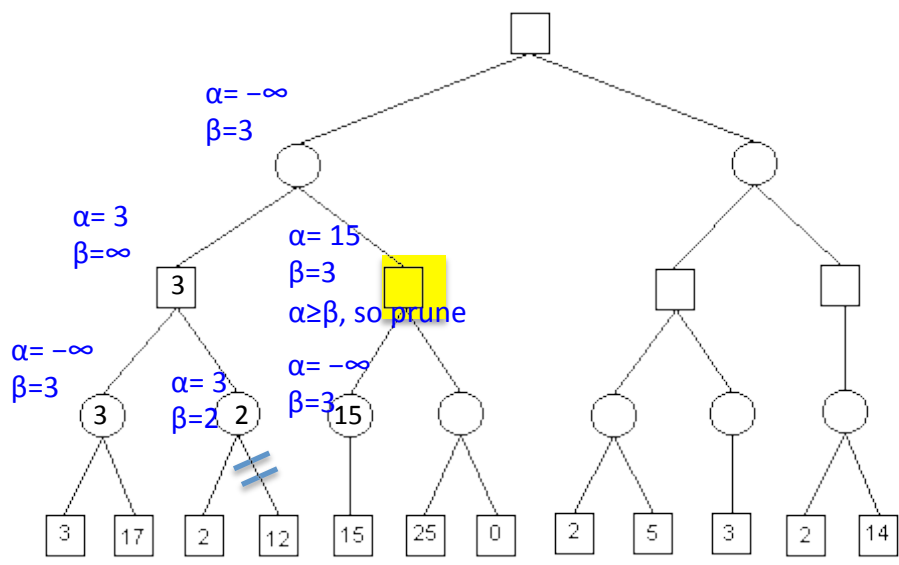 α= −∞
β=3
α= 3
β=∞
α= 15
β=3
α≥β, so prune
3
α= −∞
β=3
α= 3
β=2
α= −∞
β=3
3
2
15
3
17
2
12
15
25
0
2
5
3
2
14